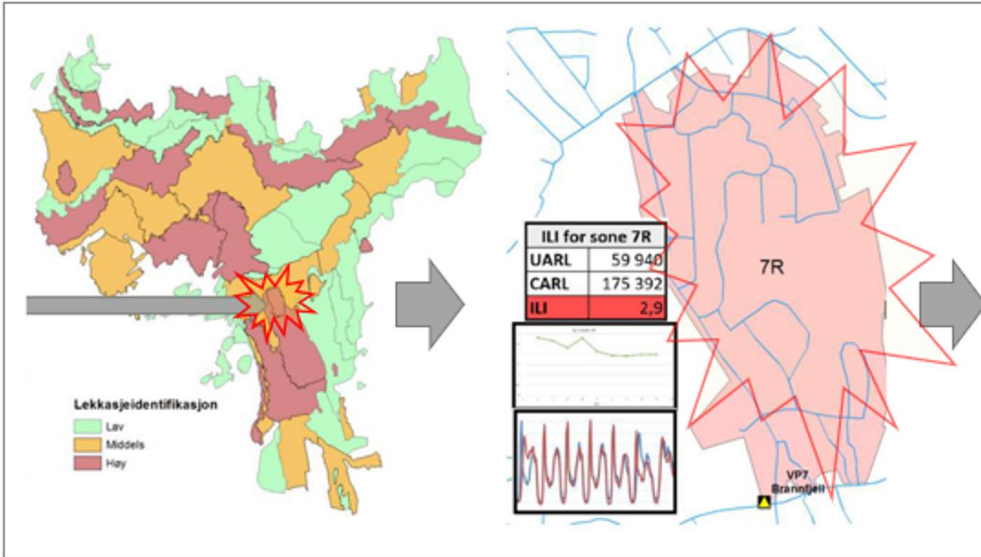 Lekkasjeidentifikasjon
Lav
Middels
Høy
ILI for sone 7R
UARL 59 940
CARL 175 392
ILI 2,9
7R
VP7
Brannfjell